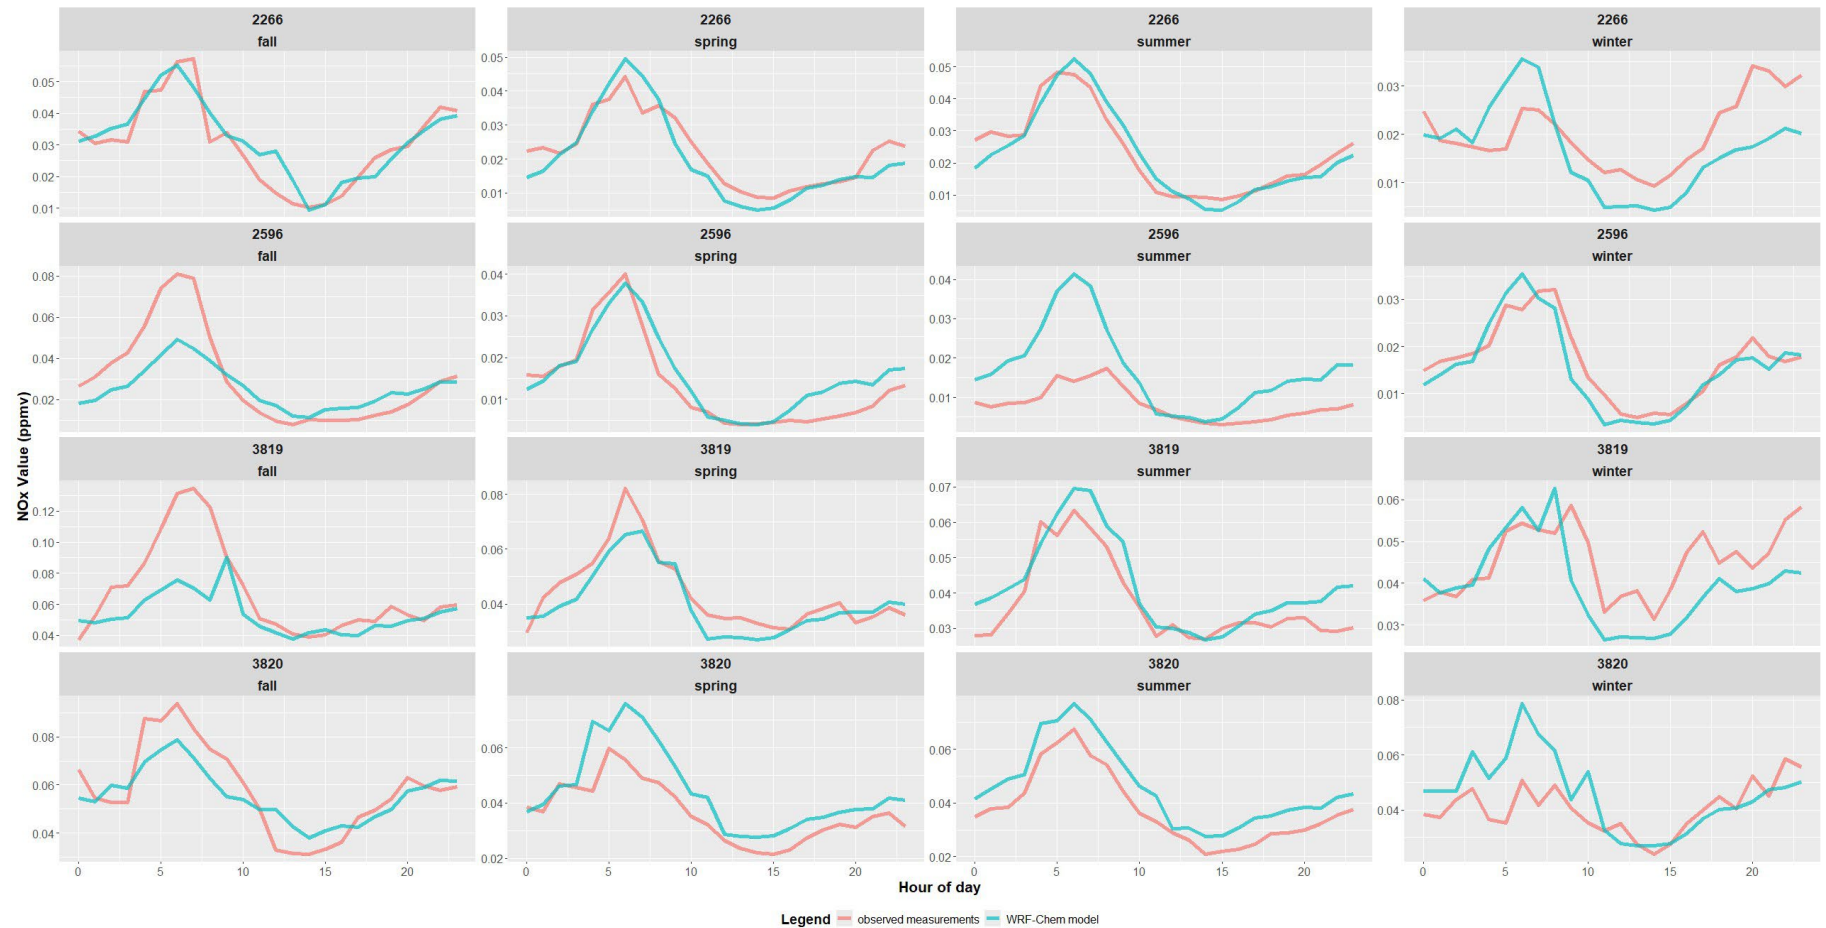 2266 2266 2266 2266
fall spring summer winter
0.05 0.05 0.05 0.03
0.04 0.04 0.04
0.03 0.03 0.03 0.02
0.02 0.02 0.02
0.01 0.01 0.01 0.01
2596 2596 2596 2596
fall spring summer winter
0.08 0.04 0.04 0.03
0.06 0.03 0.03
0.04 0.02 0.02 0.02
0.02 0.01 0.01 0.01
3819 3819 3819 3819
fall spring summer winter
0.12 0.08 0.07 0.06
0.10 0.06 0.06 0.05
0.08 0.05
0.06 0.04 0.04 0.04
0.04 0.03 0.03
3820 3820 3820 3820
fall spring summer winter
0.08 0.06 0.06 0.08
0.06 0.04 0.04 0.06
0.04 0.02 0.02 0.04
0 5 10 15 20 0 5 10 15 20 0 5 10 15 20 0 5 10 15 20
NOx Value (ppmv)
Hour of day
Legend observed measurements WRF-Chem model